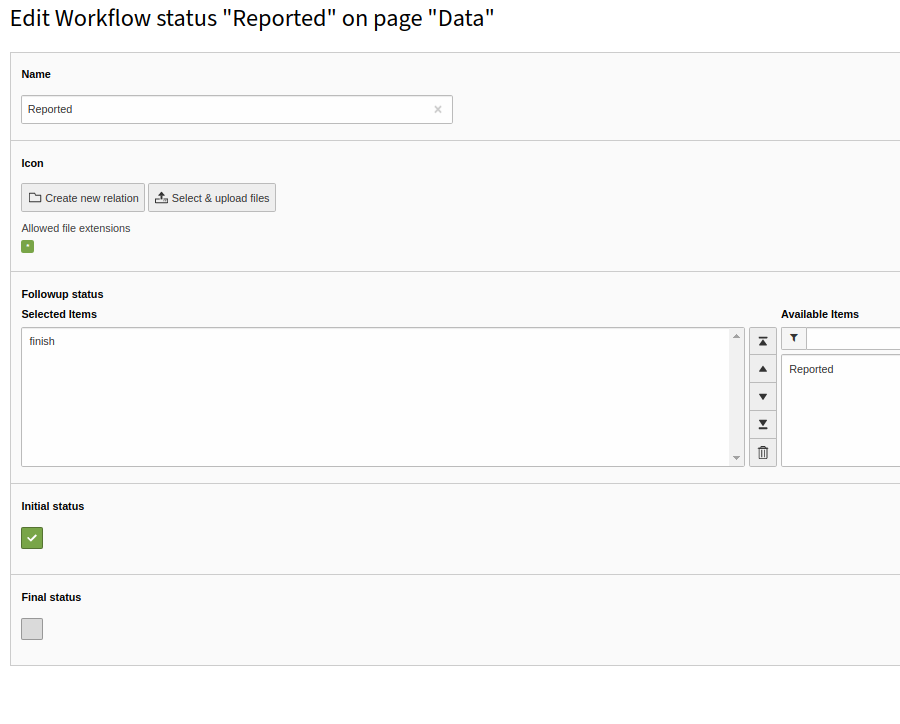 Edit Workflow status "Reported" on page "Data"
Name
Reported
Icon
Create new relation
Select & upload files
Allowed file extensions
*
Followup status
Selected Items
Available Items
finish
Reported
Initial status
Final status